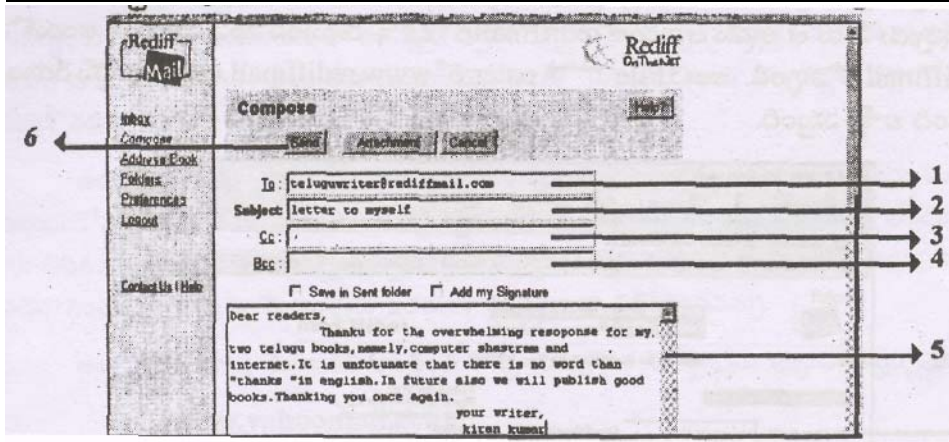 Rediff
Mail
Rediff
On The Net
Compose
Help?
Inbox
Compose
Address Book
Folders
Preferences
Logout
Contact Us | Help
6
Send Attachment Cancel
To: teluguwriter@rediffmail.com
1
Subject: letter to myself
2
Cc:
3
Bcc:
4
Save in Sent folder Add my Signature
Dear readers,
Thanku for the overwhelming resoponse for my
two telugu books,namely.computer shastram and
internet.It is unfotunate that there is no word than
"thanks "in english.In future also we will publish good
books.Thanking you once again.
your writer,
kiran kumar
5